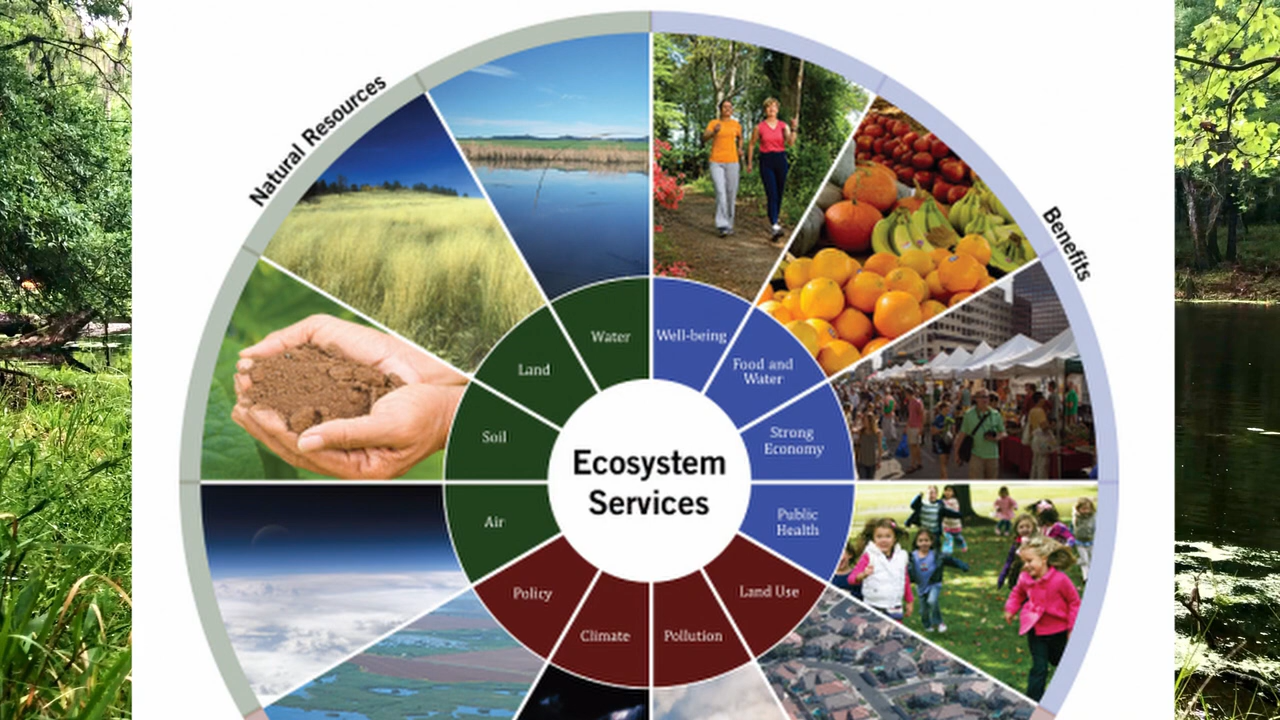 Natural Resources
Benefits
Water
Well-being
Land
Food and
Water
Soil
Strong
Economy
Ecosystem
Services
Air
Public
Health
Policy
Land Use
Climate
Pollution